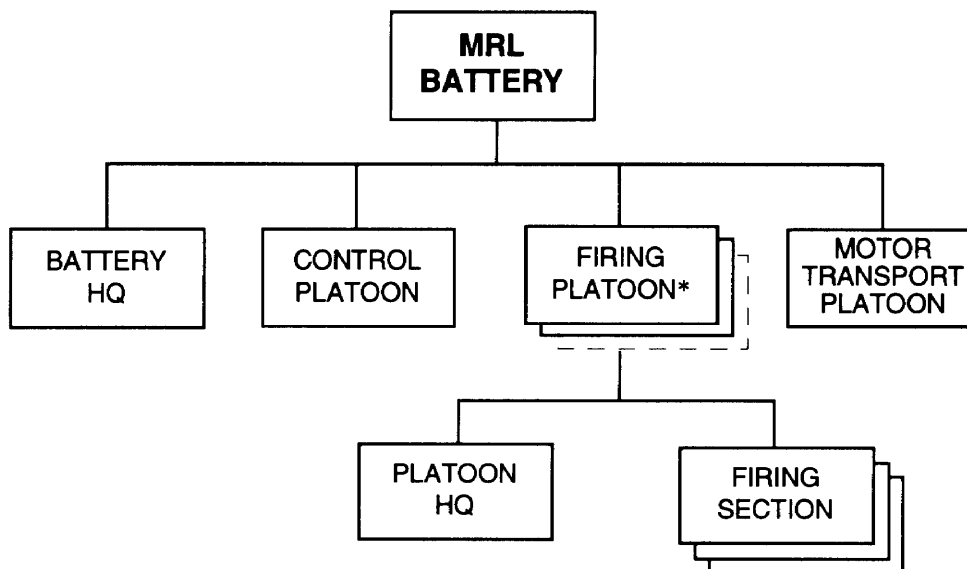 MRL
BATTERY
BATTERY
HQ
CONTROL
PLATOON
FIRING
PLATOON*
MOTOR
TRANSPORT
PLATOON
PLATOON
HQ
FIRING
SECTION